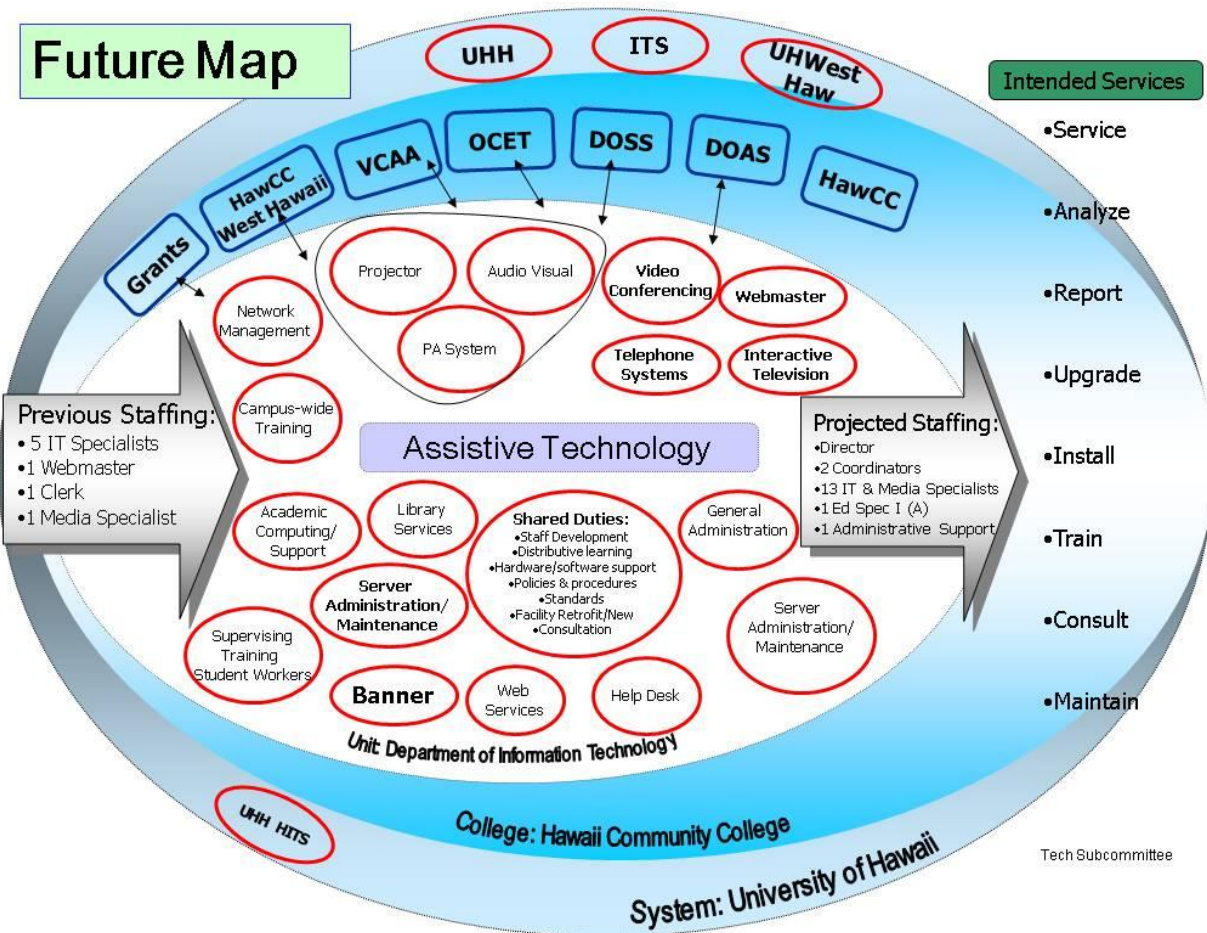 Future Map
UHH
ITS
UHWest
Haw
Intended Services
•Service
•Analyze
•Report
•Upgrade
•Install
•Train
•Consult
•Maintain
Grants
HawCC
West Hawaii
VCAA
OCET
DOSS
DOAS
HawCC
Projector
Audio Visual
PA System
Video
Conferencing
Webmaster
Telephone
Systems
Interactive
Television
Network
Management
Campus-wide
Training
Previous Staffing:
• 5 IT Specialists
•1 Webmaster
•1 Clerk
•1 Media Specialist
Assistive Technology
Projected Staffing:
•Director
•2 Coordinators
•13 IT & Media Specialists
•1 Ed Spec I (A)
•1 Administrative Support
Academic
Computing/
Support
Library
Services
Shared Duties:
•Staff Development
•Distributive learning
•Hardware/software support
•Policies & procedures
•Standards
•Facility Retrofit/New
•Consultation
General
Administration
Server
Administration/
Maintenance
Server
Administration/
Maintenance
Supervising
Training
Student Workers
Banner
Web
Services
Help Desk
Unit: Department of Information Technology
UHH HITS
College: Hawaii Community College
System: University of Hawaii
Tech Subcommittee